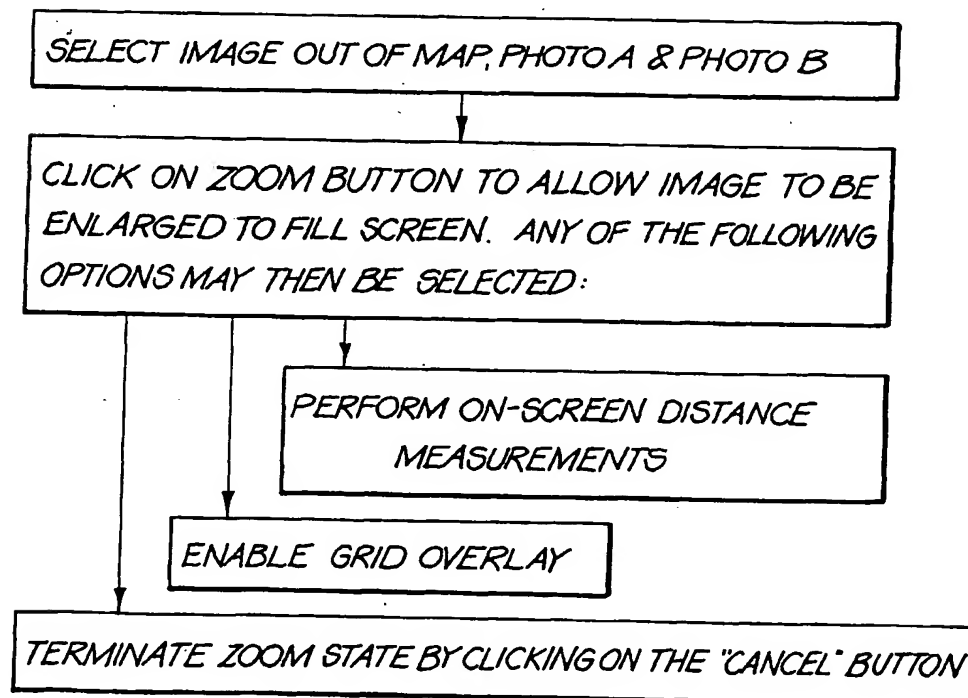 SELECT IMAGE OUT OF MAP, PHOTO A & PHOTO B
CLICK ON ZOOM BUTTON TO ALLOW IMAGE TO BE
ENLARGED TO FILL SCREEN. ANY OF THE FOLLOWING
OPTIONS MAY THEN BE SELECTED:
PERFORM ON-SCREEN DISTANCE
MEASUREMENTS
ENABLE GRID OVERLAY
TERMINATE ZOOM STATE BY CLICKING ON THE "CANCEL" BUTTON